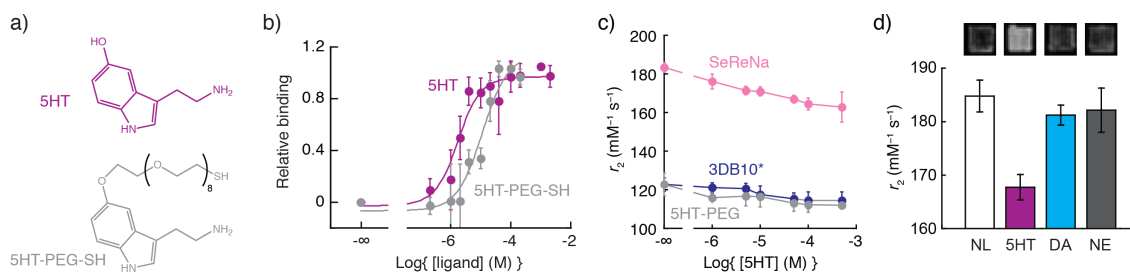 a)
HO
5HT
NH2
HN
O
O
SH
8
NH2
5HT-PEG-SH
HN
b)
1.2
0.8
0.4
0
Relative binding
5HT
5HT-PEG-SH
-∞ -6 -4 -2
Log{ [ligand] (M) }
c)
200
180
160
140
120
100
r2 (mM–1 s–1)
SeReNa
3DB10*
5HT-PEG
-∞ -6 -5 -4 -3
Log{ [5HT] (M) }
d)
190
180
170
160
r2 (mM–1 s–1)
NL 5HT DA NE